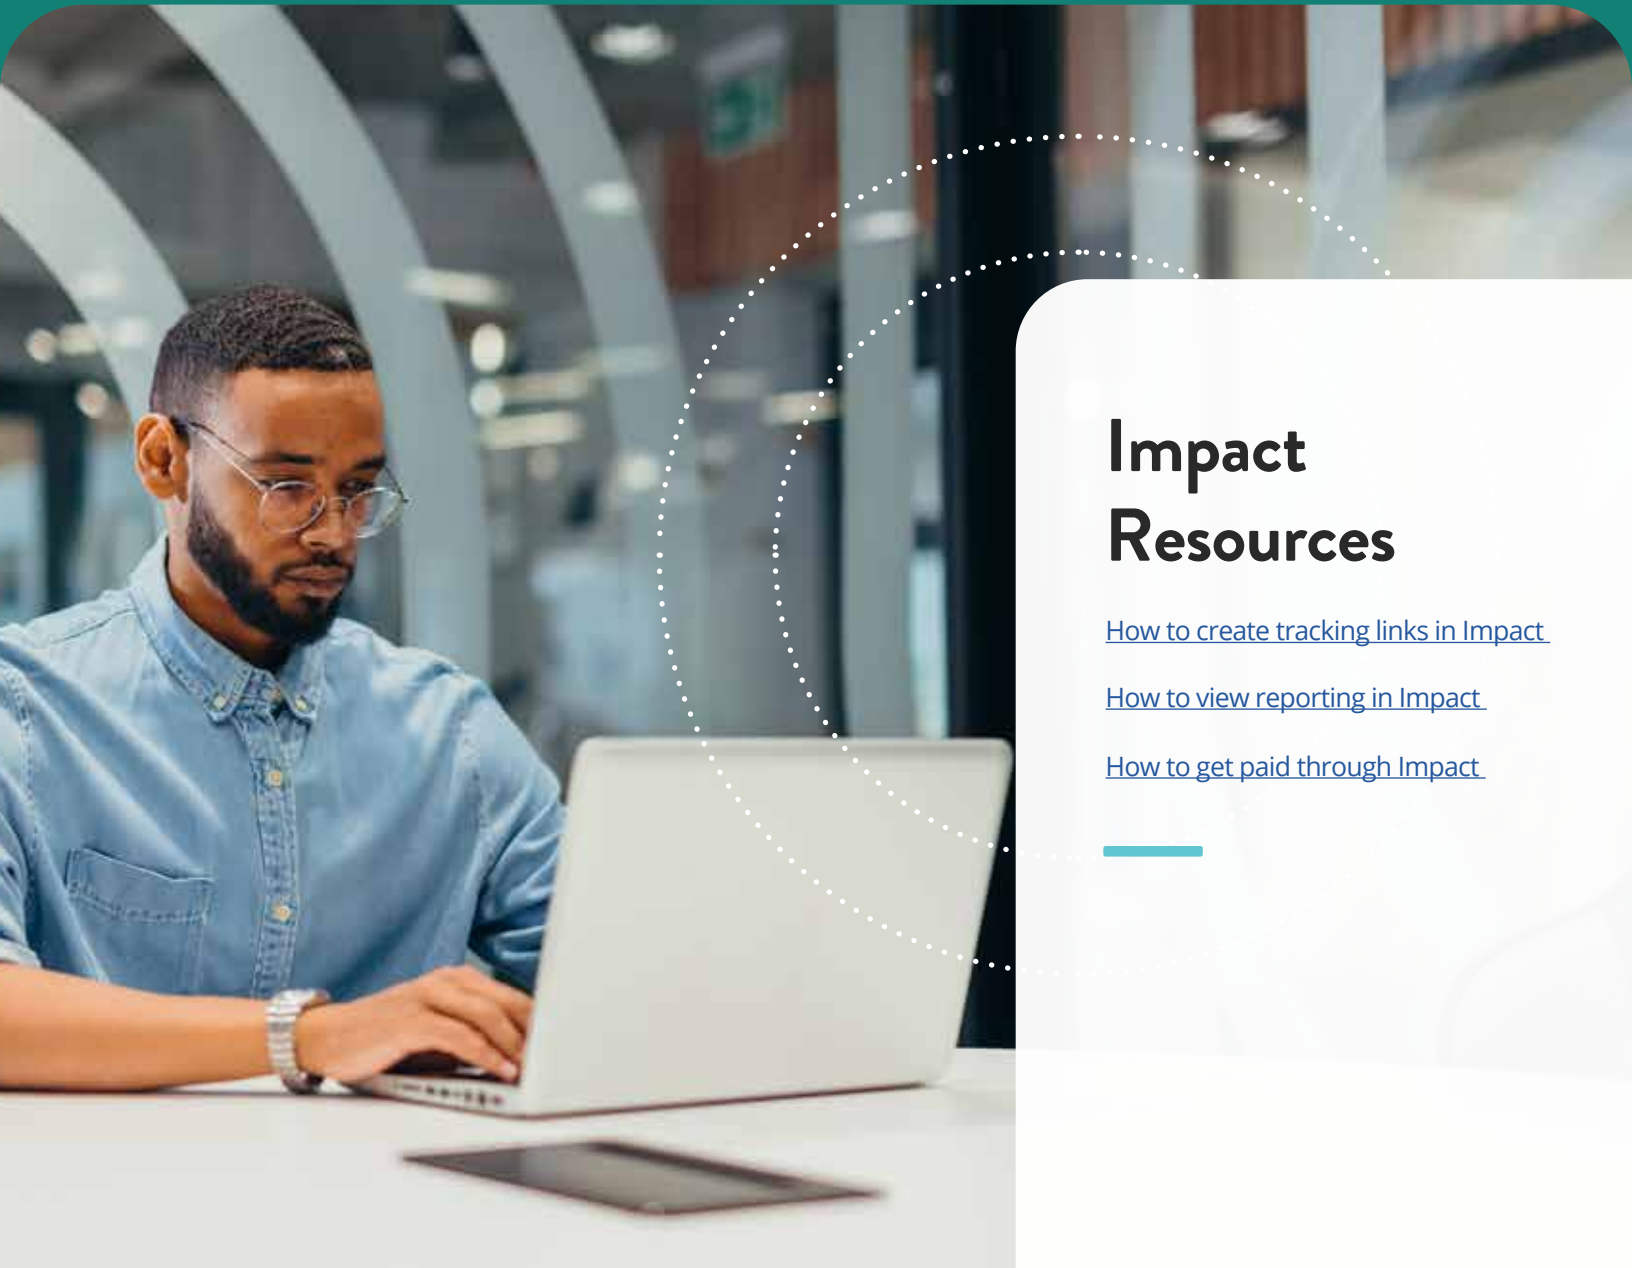 Impact
Resources
How to create tracking links in Impact
How to view reporting in Impact
How to get paid through Impact